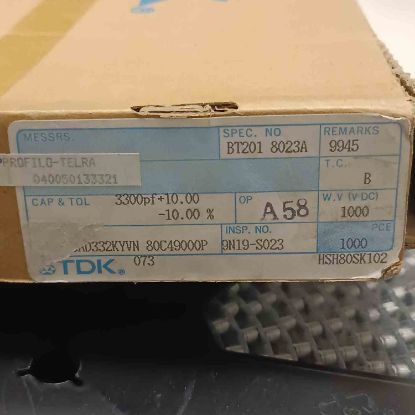 MESSRS.
SPEC. NO
REMARKS
BT201 8023A
9945
PROFILO-TELRA
040050133321
T.C.
B
CAP & TOL
3300pf+10.00
-10.00 %
OP
A58
W.V (V DC)
1000
INSP. NO.
PCE
D332KYVN 80C49000P
9N19-S023
1000
TDK
073
HSH80SK102